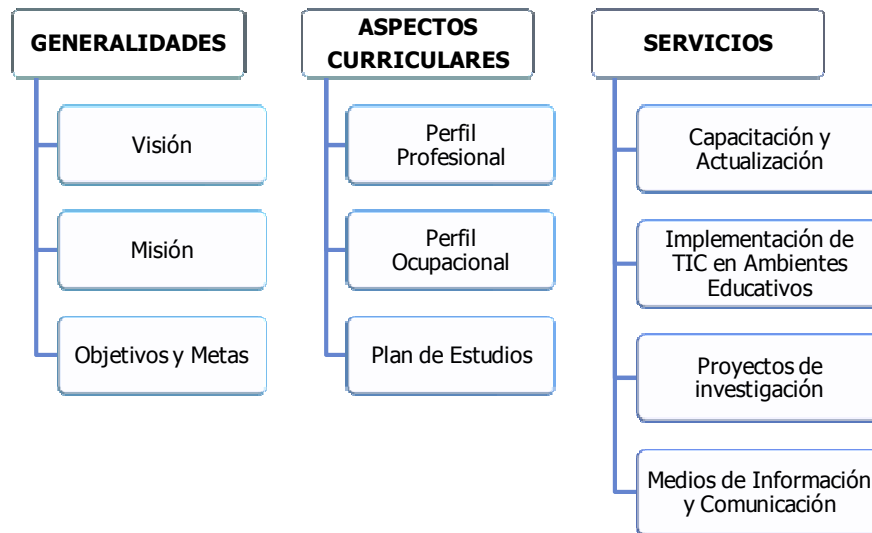 GENERALIDADES
Visión
Misión
Objetivos y Metas
ASPECTOS
CURRICULARES
Perfil
Profesional
Perfil
Ocupacional
Plan de Estudios
SERVICIOS
Capacitación y
Actualización
Implementación de
TIC en Ambientes
Educativos
Proyectos de
investigación
Medios de Información
y Comunicación